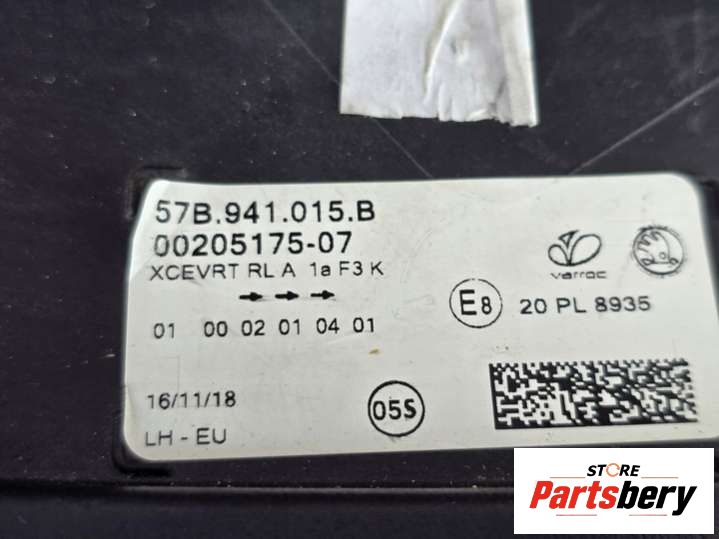 57B.941.015.B
00205175-07
XCEVRT RL A 1a F3 K
01 00 02 01 04 01
varroc
E8 20 PL 8935
16/11/18
05S
LH - EU
STORE
Partsbery